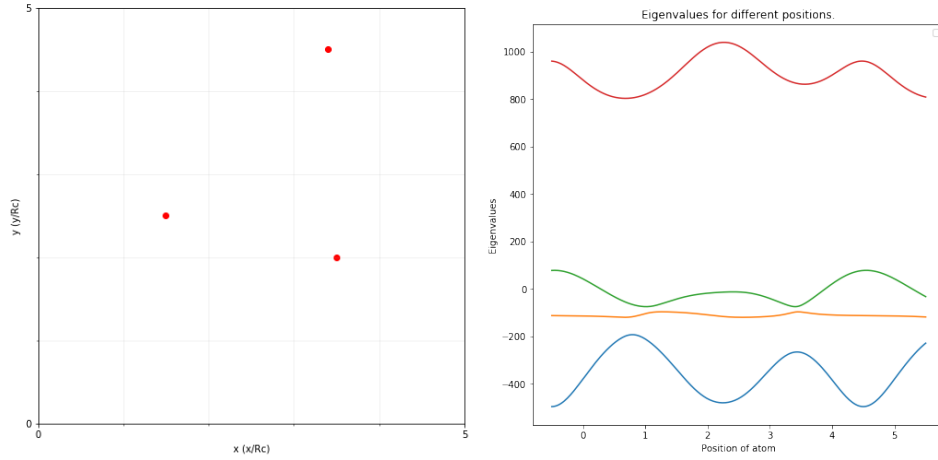 5
0
0
5
y (y/Rc)
x (x/Rc)
Eigenvalues for different positions.
1000
800
600
400
200
0
−200
−400
Eigenvalues
0 1 2 3 4 5
Position of atom